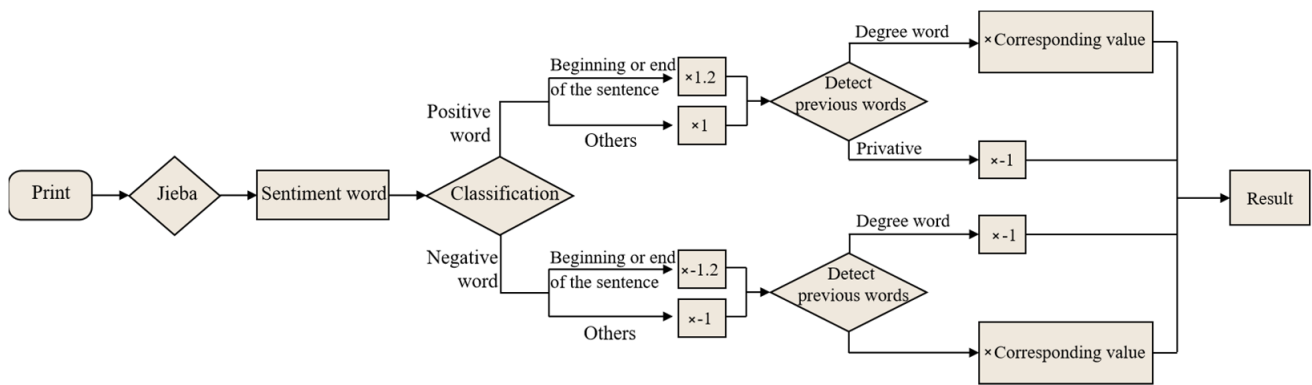 Print
Jieba
Sentiment word
Classification
Positive
word
Beginning or end
of the sentence
×1.2
Others
×1
Detect
previous words
Degree word
×Corresponding value
Privative
×-1
Negative
word
Beginning or end
of the sentence
×-1.2
Others
×-1
Detect
previous words
Degree word
×-1
×Corresponding value
Result